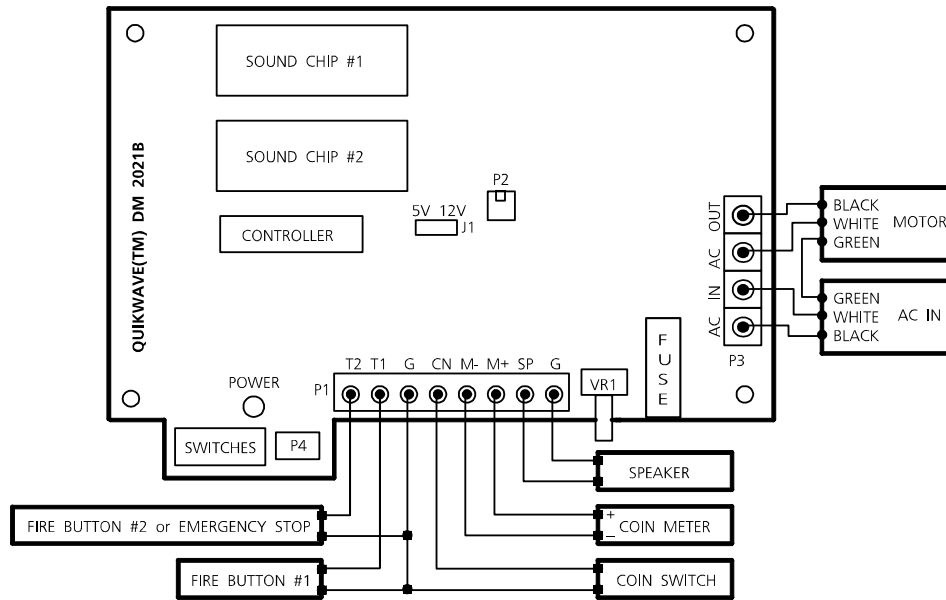 SOUND CHIP #1
SOUND CHIP #2
CONTROLLER
QUIKWAVE(TM) DM 2021B
P2
5V 12V
J1
OUT
AC
IN
AC
P3
BLACK
WHITE
GREEN
MOTOR
GREEN
WHITE
BLACK
AC IN
FUSE
VR1
POWER
P1
T2 T1 G CN M- M+ SP G
SWITCHES
P4
SPEAKER
FIRE BUTTON #2 or EMERGENCY STOP
+
−
COIN METER
FIRE BUTTON #1
COIN SWITCH